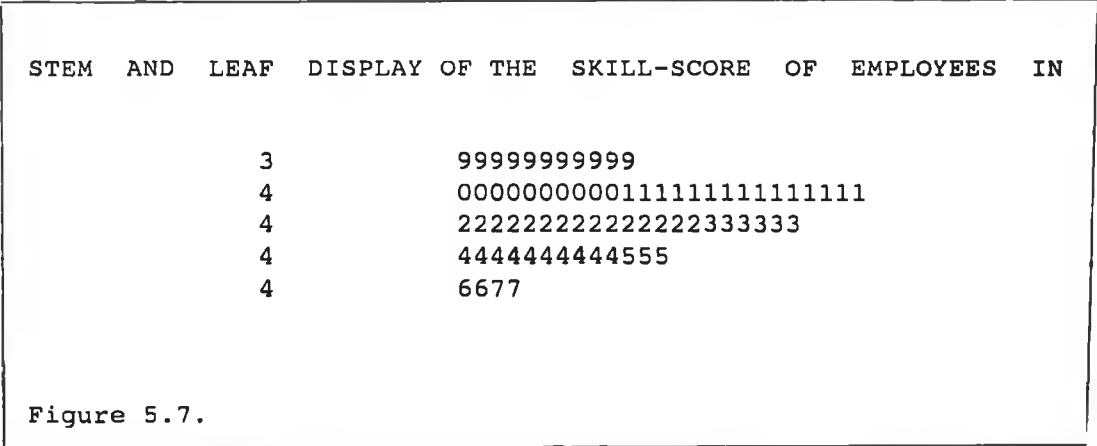 STEM AND LEAF DISPLAY OF THE SKILL-SCORE OF EMPLOYEES IN
3 99999999999
4 0000000000111111111111111
4 222222222222222333333
4 4444444444555
4 6677
Figure 5.7.